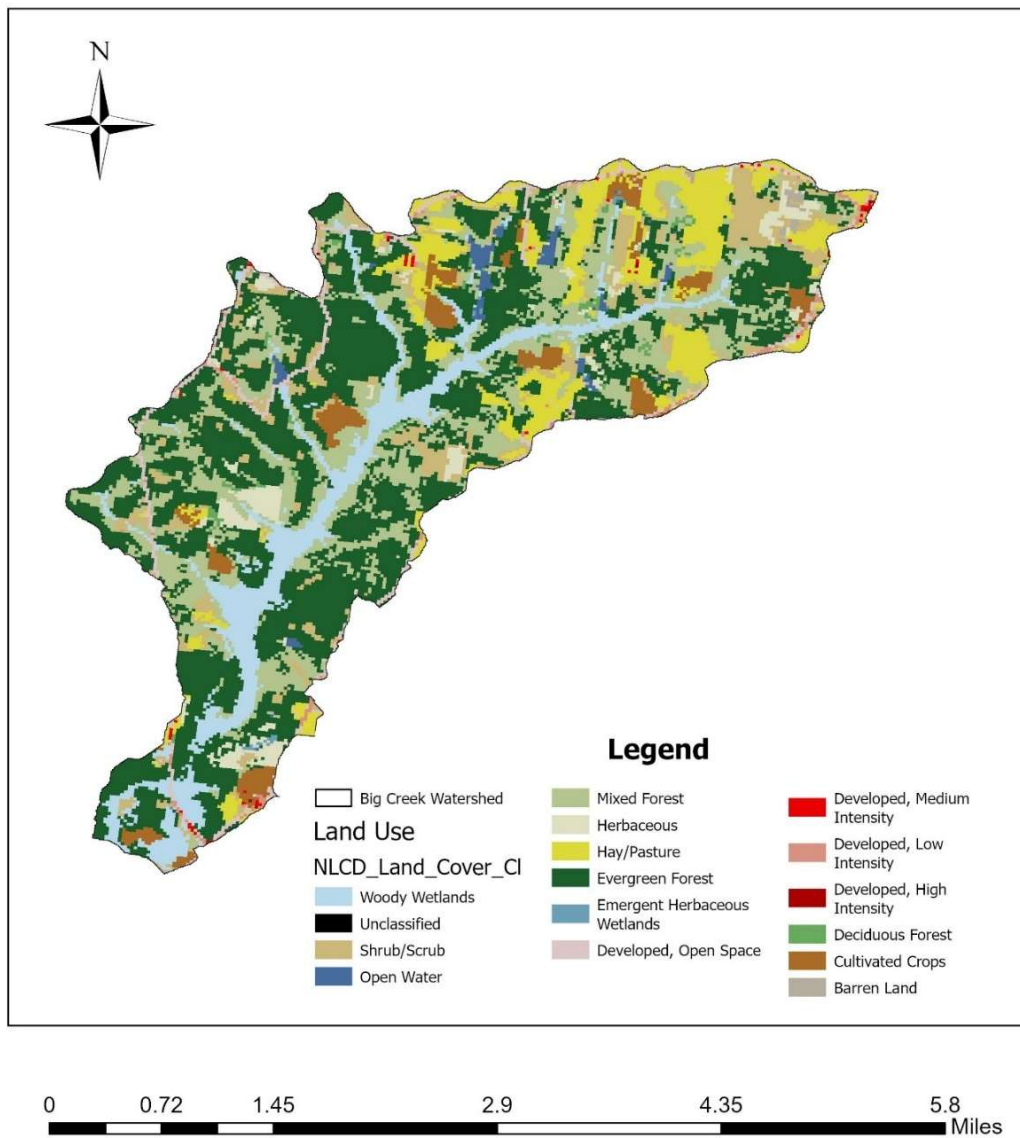 N
Legend
Big Creek Watershed
Land Use
NLCD_Land_Cover_Cl
Woody Wetlands
Unclassified
Shrub/Scrub
Open Water
Mixed Forest
Herbaceous
Hay/Pasture
Evergreen Forest
Emergent Herbaceous
Wetlands
Developed, Open Space
Developed, Medium
Intensity
Developed, Low
Intensity
Developed, High
Intensity
Deciduous Forest
Cultivated Crops
Barren Land
0 0.72 1.45 2.9 4.35 5.8
Miles